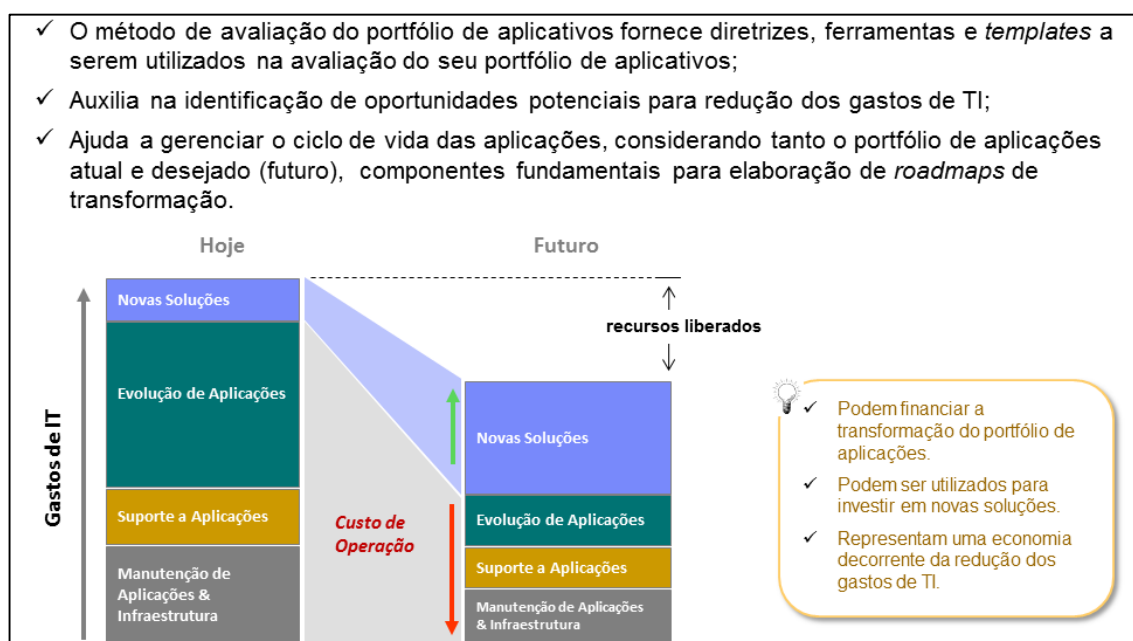 ✓ O método de avaliação do portfólio de aplicativos fornece diretrizes, ferramentas e templates a
serem utilizados na avaliação do seu portfólio de aplicativos;
✓ Auxilia na identificação de oportunidades potenciais para redução dos gastos de TI;
✓ Ajuda a gerenciar o ciclo de vida das aplicações, considerando tanto o portfólio de aplicações
atual e desejado (futuro), componentes fundamentais para elaboração de roadmaps de
transformação.
Hoje
Futuro
Gastos de IT
Novas Soluções
Evolução de Aplicações
Suporte a Aplicações
Manutenção de
Aplicações &
Infraestrutura
Custo de
Operação
recursos liberados
Novas Soluções
Evolução de Aplicações
Suporte a Aplicações
Manutenção de Aplicações
& Infraestrutura
✓ Podem financiar a
transformação do portfólio de
aplicações.
✓ Podem ser utilizados para
investir em novas soluções.
✓ Representam uma economia
decorrente da redução dos
gastos de TI.